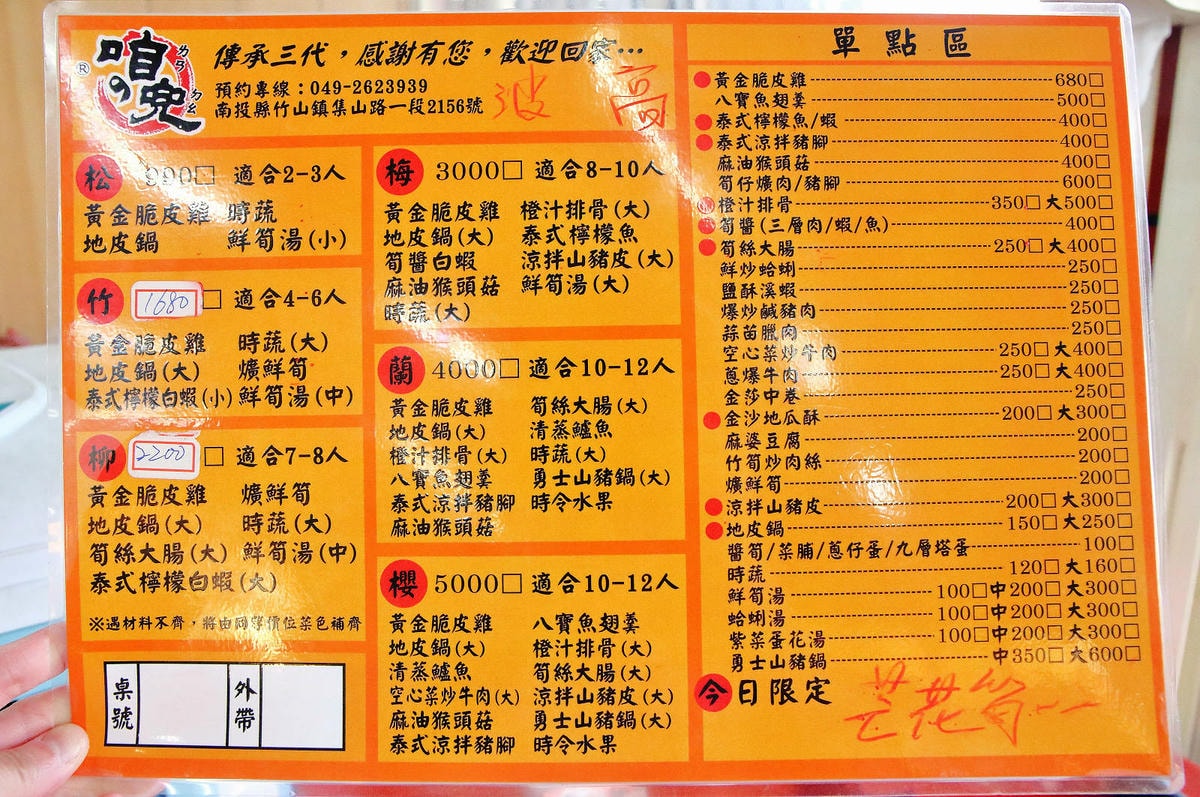 咱の兜
ㄌㄢˊ ㄉㄠ
®
傳承三代，感謝有您，歡迎回家…
預約專線：049-2623939
南投縣竹山鎮集山路一段2156號
松 990□ 適合2-3人
黃金脆皮雞 時蔬
地皮鍋 鮮筍湯(小)
竹 1680□ 適合4-6人
黃金脆皮雞 時蔬(大)
地皮鍋(大) 爌鮮筍
泰式檸檬白蝦(小) 鮮筍湯(中)
柳 2200□ 適合7-8人
黃金脆皮雞 爌鮮筍
地皮鍋(大) 時蔬(大)
筍絲大腸(大) 鮮筍湯(中)
泰式檸檬白蝦(大)
※遇材料不齊，將由同等價位菜色補齊
桌號 外帶
梅 3000□ 適合8-10人
黃金脆皮雞 橙汁排骨(大)
地皮鍋(大) 泰式檸檬魚
筍醬白蝦 涼拌山豬皮(大)
麻油猴頭菇 鮮筍湯(大)
時蔬(大)
蘭 4000□ 適合10-12人
黃金脆皮雞 筍絲大腸(大)
地皮鍋(大) 清蒸鱸魚
橙汁排骨(大) 時蔬(大)
八寶魚翅羹 勇士山豬鍋(大)
泰式涼拌豬腳 時令水果
麻油猴頭菇
櫻 5000□ 適合10-12人
黃金脆皮雞 八寶魚翅羹
地皮鍋(大) 橙汁排骨(大)
清蒸鱸魚 筍絲大腸(大)
空心菜炒牛肉(大) 涼拌山豬皮(大)
麻油猴頭菇 勇士山豬鍋(大)
泰式涼拌豬腳 時令水果
單點區
黃金脆皮雞 680□
八寶魚翅羹 500□
泰式檸檬魚/蝦 400□
泰式涼拌豬腳 400□
麻油猴頭菇 400□
筍仔爌肉/豬腳 600□
橙汁排骨 350□大500□
筍醬(三層肉/蝦/魚) 400□
筍絲大腸 250□大400□
鮮炒蛤蜊 250□
鹽酥溪蝦 250□
爆炒鹹豬肉 250□
蒜苗臘肉 250□
空心菜炒牛肉 250□大400□
蔥爆牛肉 250□大400□
金莎中卷 250□
金沙地瓜酥 200□大300□
麻婆豆腐 200□
竹筍炒肉絲 200□
爌鮮筍 200□
涼拌山豬皮 200□大300□
地皮鍋 150□大250□
醬筍/菜脯/蔥仔蛋/九層塔蛋 100□
時蔬 120□大160□
鮮筍湯 100□中200□大300□
蛤蜊湯 100□中200□大300□
紫菜蛋花湯 100□中200□大300□
勇士山豬鍋 中350□大600□
今日限定